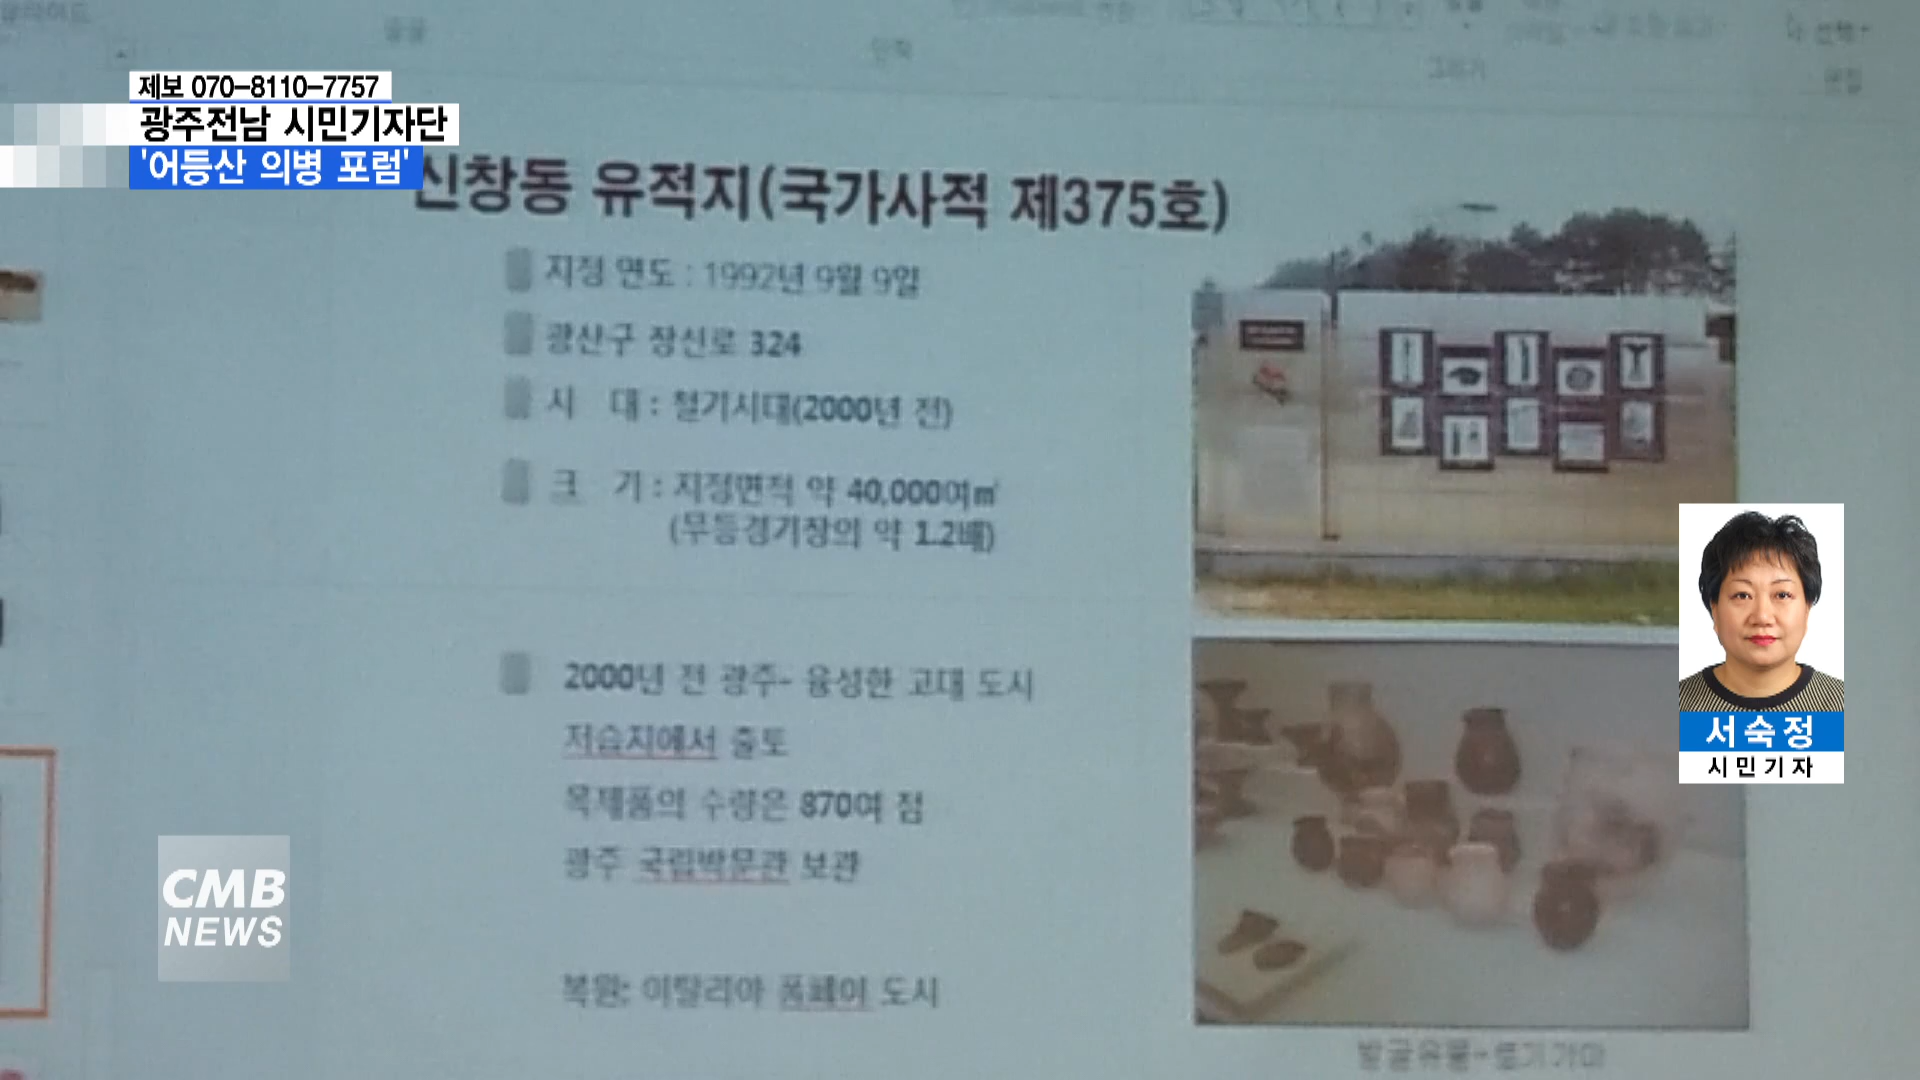 제보 070-8110-7757
광주전남 시민기자단
'어등산 의병 포럼'
신창동 유적지(국가사적 제375호)
지정 연도 : 1992년 9월 9일
광산구 장신로 324
시 대 : 철기시대(2000년 전)
크 기 : 지정면적 약 40,000여㎡
(무등경기장의 약 1.2배)
2000년 전 광주- 융성한 고대 도시
저습지에서 출토
목제품의 수량은 870여 점
광주 국립박문관 보관
복원: 이탈리아 폼페이 도시
서숙정
시민기자
CMB
NEWS